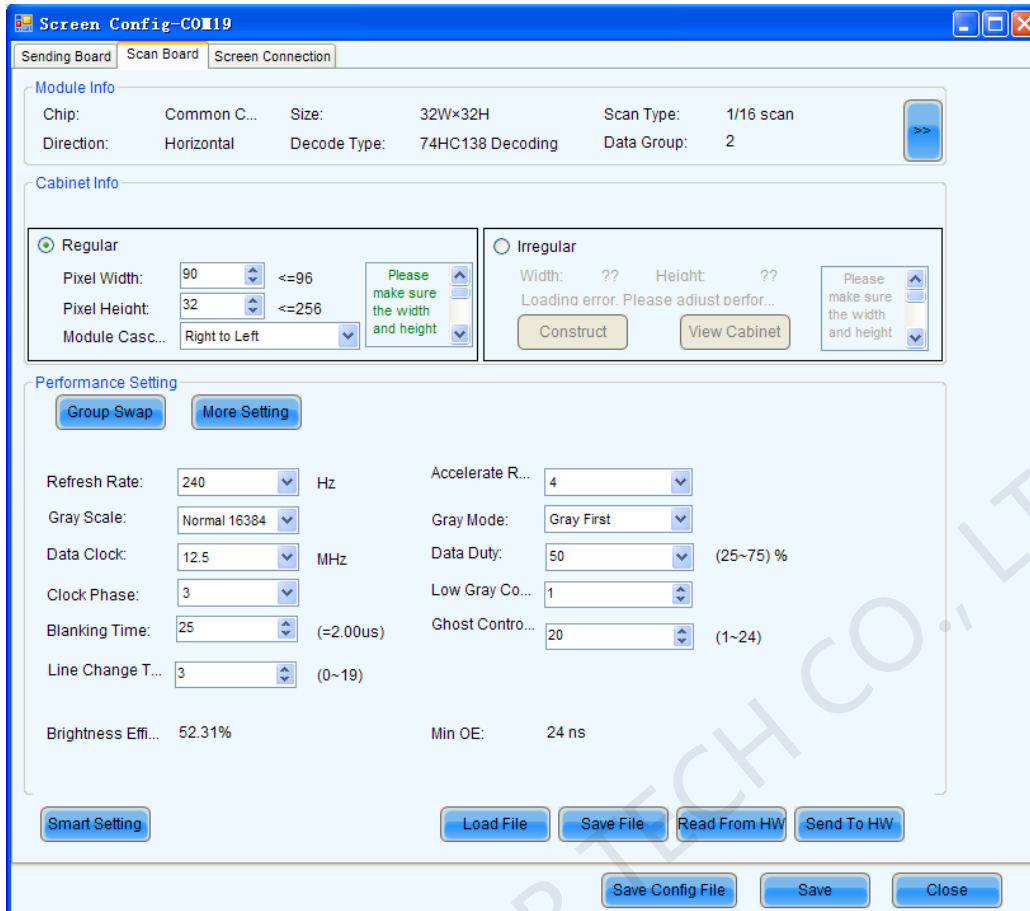 Screen Config-COM19
Sending Board Scan Board Screen Connection
Module Info
Chip: Common C... Size: 32W×32H Scan Type: 1/16 scan
Direction: Horizontal Decode Type: 74HC138 Decoding Data Group: 2
>>
Cabinet Info
Regular
Pixel Width: 90 <=96
Pixel Height: 32 <=256
Module Casc... Right to Left
Please
make sure
the width
and height
Irregular
Width: ?? Height: ??
Loading error. Please adjust perfor...
Construct View Cabinet
Please
make sure
the width
and height
Performance Setting
Group Swap More Setting
Refresh Rate: 240 Hz Accelerate R... 4
Gray Scale: Normal 16384 Gray Mode: Gray First
Data Clock: 12.5 MHz Data Duty: 50 (25~75) %
Clock Phase: 3 Low Gray Co... 1
Blanking Time: 25 (=2.00us) Ghost Contro... 20 (1~24)
Line Change T... 3 (0~19)
Brightness Effi... 52.31% Min OE: 24 ns
Smart Setting Load File Save File Read From HW Send To HW
Save Config File Save Close
TECH CO., LT